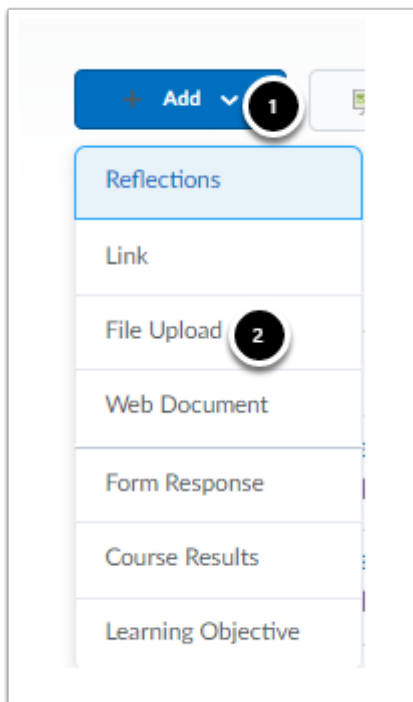 + Add 1
Reflections
Link
File Upload 2
Web Document
Form Response
Course Results
Learning Objective